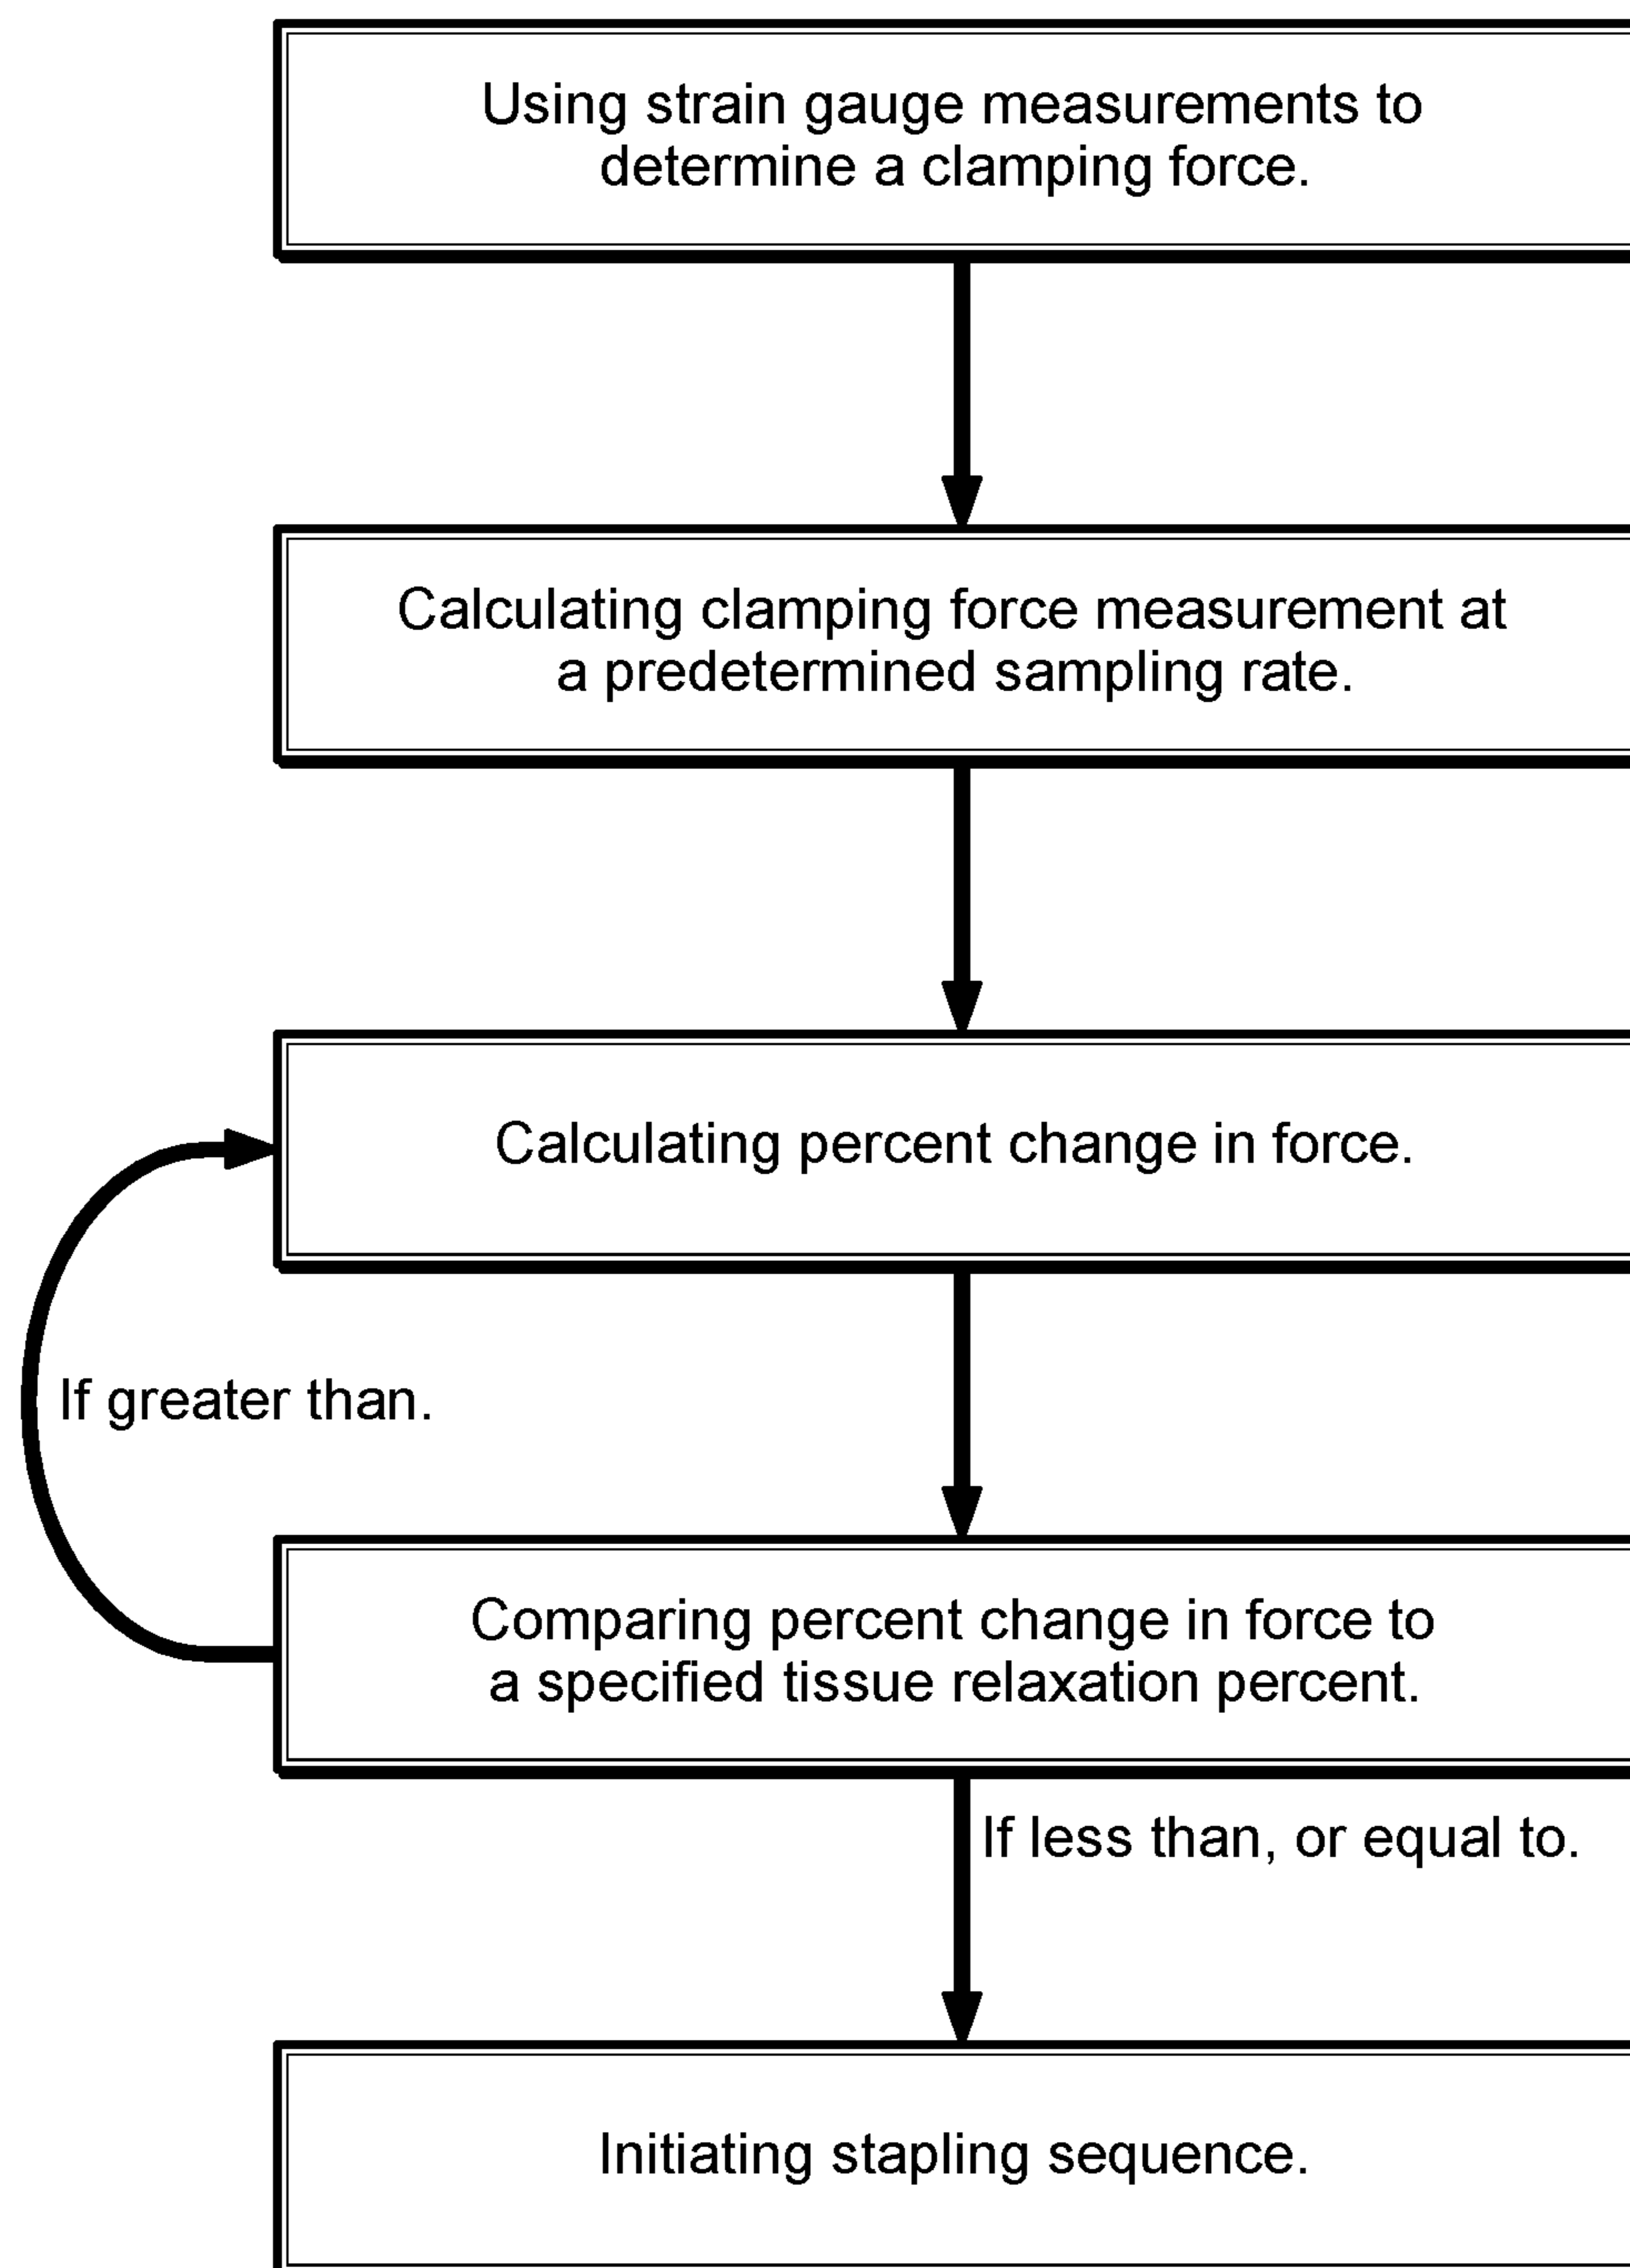 Using strain gauge measurements to
determine a clamping force.
Calculating clamping force measurement at
a predetermined sampling rate.
Calculating percent change in force.
If greater than.
Comparing percent change in force to
a specified tissue relaxation percent.
If less than, or equal to.
Initiating stapling sequence.